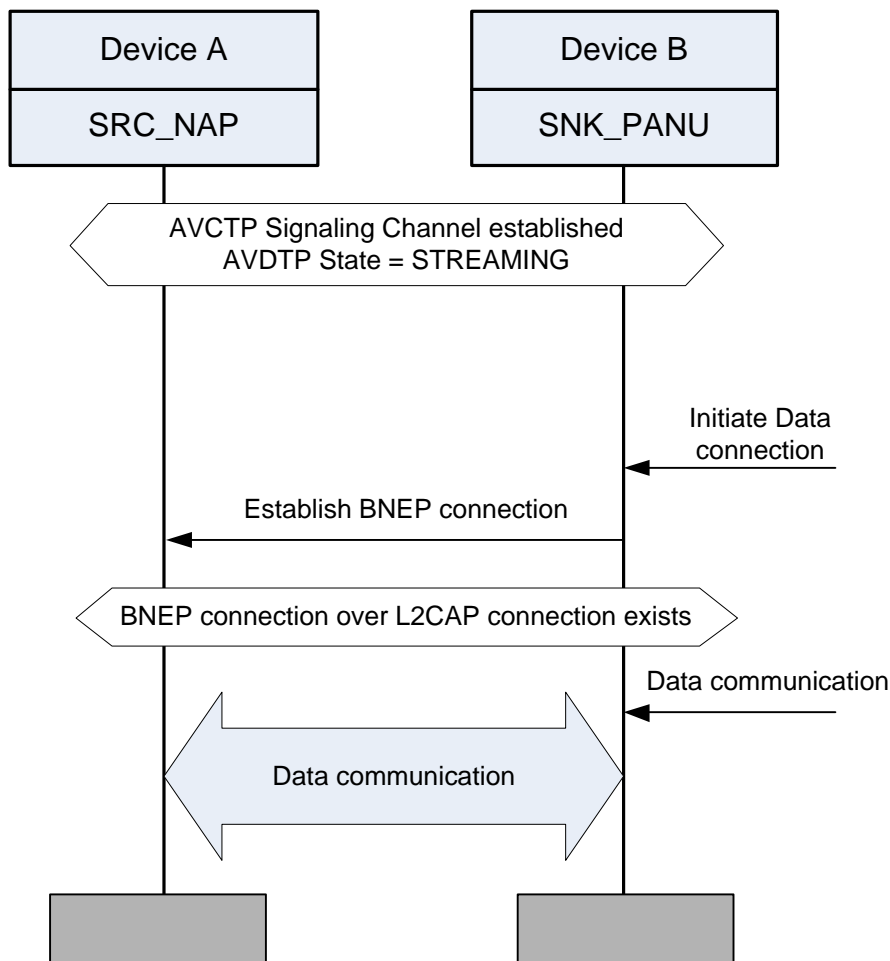 Device A
Device B
SRC_NAP
SNK_PANU
AVCTP Signaling Channel established
AVDTP State = STREAMING
Initiate Data
connection
Establish BNEP connection
BNEP connection over L2CAP connection exists
Data communication
Data communication